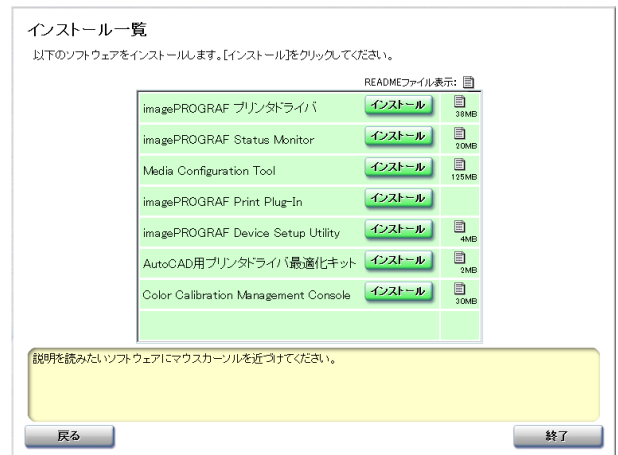 インストール一覧
以下のソフトウェアをインストールします。[インストール]をクリックしてください。
READMEファイル表示:
imagePROGRAF プリンタドライバ インストール 38MB
imagePROGRAF Status Monitor インストール 20MB
Media Configuration Tool インストール 125MB
imagePROGRAF Print Plug-In インストール
imagePROGRAF Device Setup Utility インストール 4MB
AutoCAD用プリンタドライバ最適化キット インストール 2MB
Color Calibration Management Console インストール 30MB
説明を読みたいソフトウェアにマウスカーソルを近づけてください。
戻る 終了